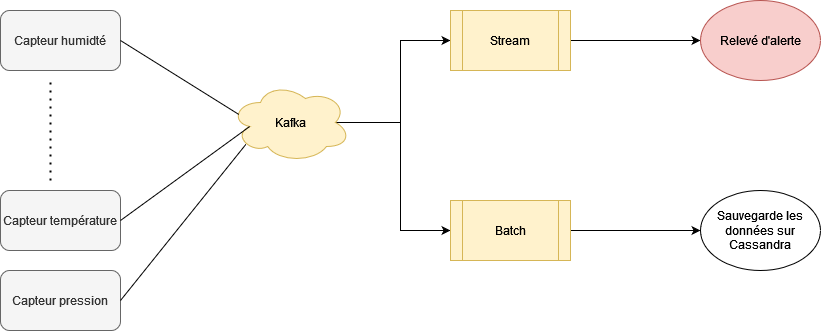 Capteur humidté
Capteur température
Capteur pression
Kafka
Stream
Batch
Relevé d'alerte
Sauvegarde les
données sur
Cassandra